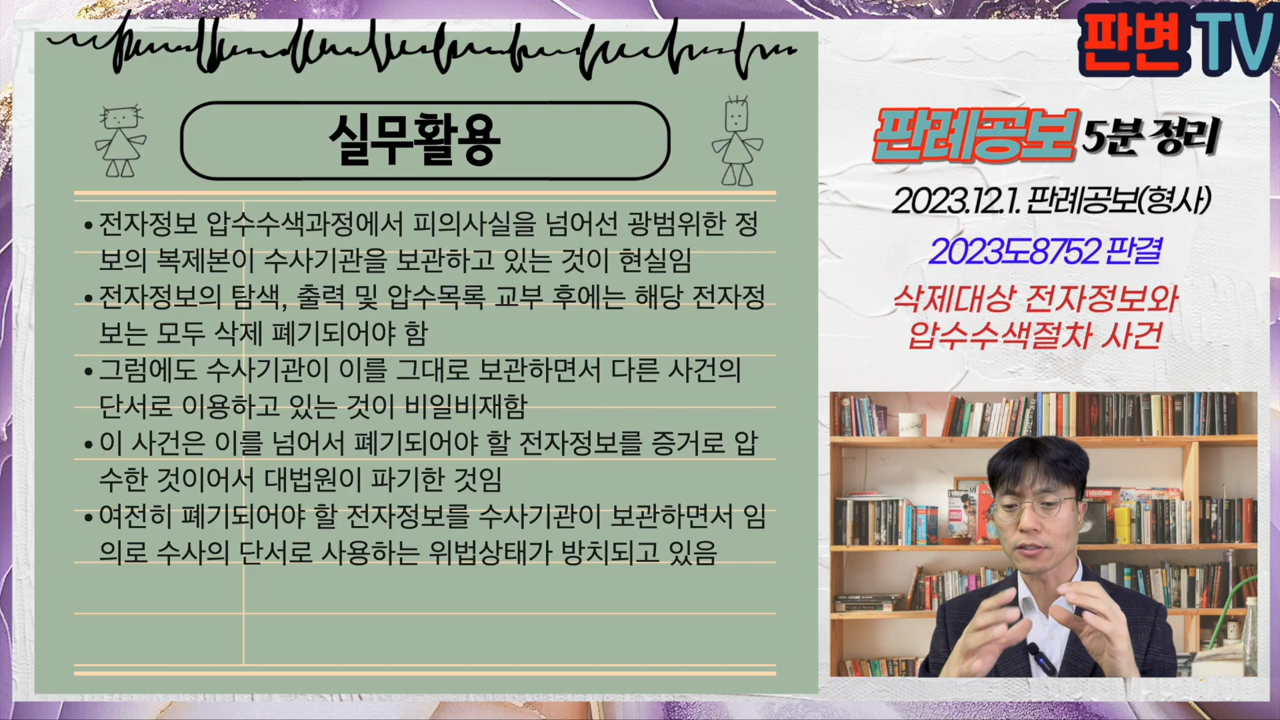 판변 TV
실무활용
• 전자정보 압수수색과정에서 피의사실을 넘어선 광범위한 정
보의 복제본이 수사기관을 보관하고 있는 것이 현실임
• 전자정보의 탐색, 출력 및 압수목록 교부 후에는 해당 전자정
보는 모두 삭제 폐기되어야 함
• 그럼에도 수사기관이 이를 그대로 보관하면서 다른 사건의
단서로 이용하고 있는 것이 비일비재함
• 이 사건은 이를 넘어서 폐기되어야 할 전자정보를 증거로 압
수한 것이어서 대법원이 파기한 것임
• 여전히 폐기되어야 할 전자정보를 수사기관이 보관하면서 임
의로 수사의 단서로 사용하는 위법상태가 방치되고 있음
판례공보 5분 정리
2023.12.1. 판례공보(형사)
2023도8752 판결
삭제대상 전자정보와
압수수색절차 사건